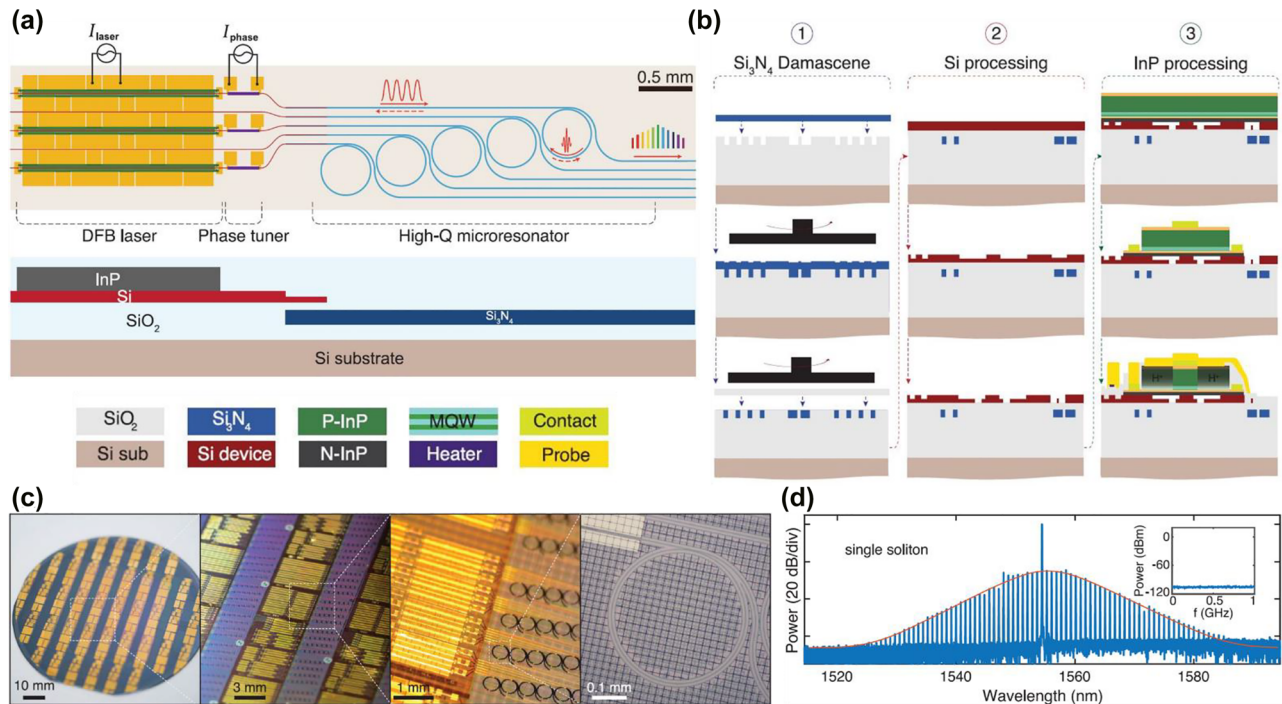 (a)
I_laser
I_phase
0.5 mm
DFB laser
Phase tuner
High-Q microresonator
InP
Si
SiO₂
Si₃N₄
Si substrate
SiO₂
Si₃N₄
P-InP
MQW
Contact
Si sub
Si device
N-InP
Heater
Probe
(b)
1
2
3
Si₃N₄ Damascene
Si processing
InP processing
H⁺
H⁺
(c)
10 mm
3 mm
1 mm
0.1 mm
(d)
single soliton
Power (20 dB/div)
Power (dBm)
0
-120
0 0.5 1
f (GHz)
1520 1540 1560 1580
Wavelength (nm)